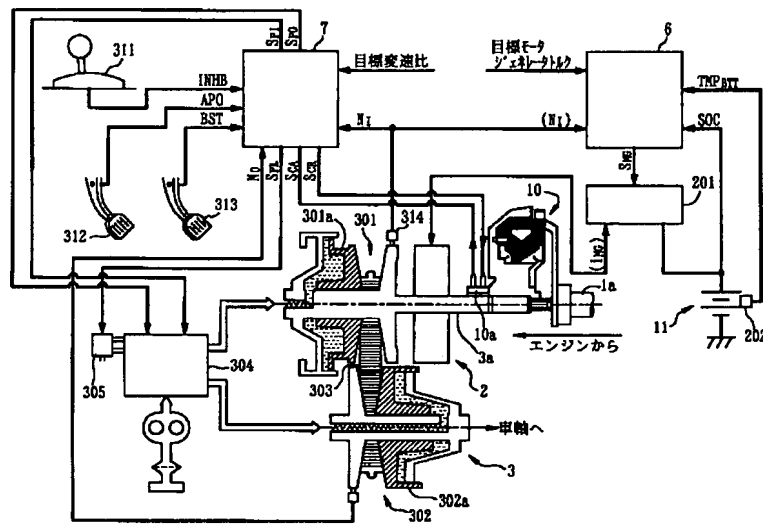 SPI
SPO
7
311
INHB
APO
BST
目標変速比
NI
目標モータ
ジェネレータトルク
6
(NI)
TMPBTT
SOC
SMG
201
NO
SPL
SCA
SCR
312
313
301a
301
314
10
(IMG)
1a
11
202
10a
3a
エンジンから
2
305
304
303
車軸へ
3
302
302a